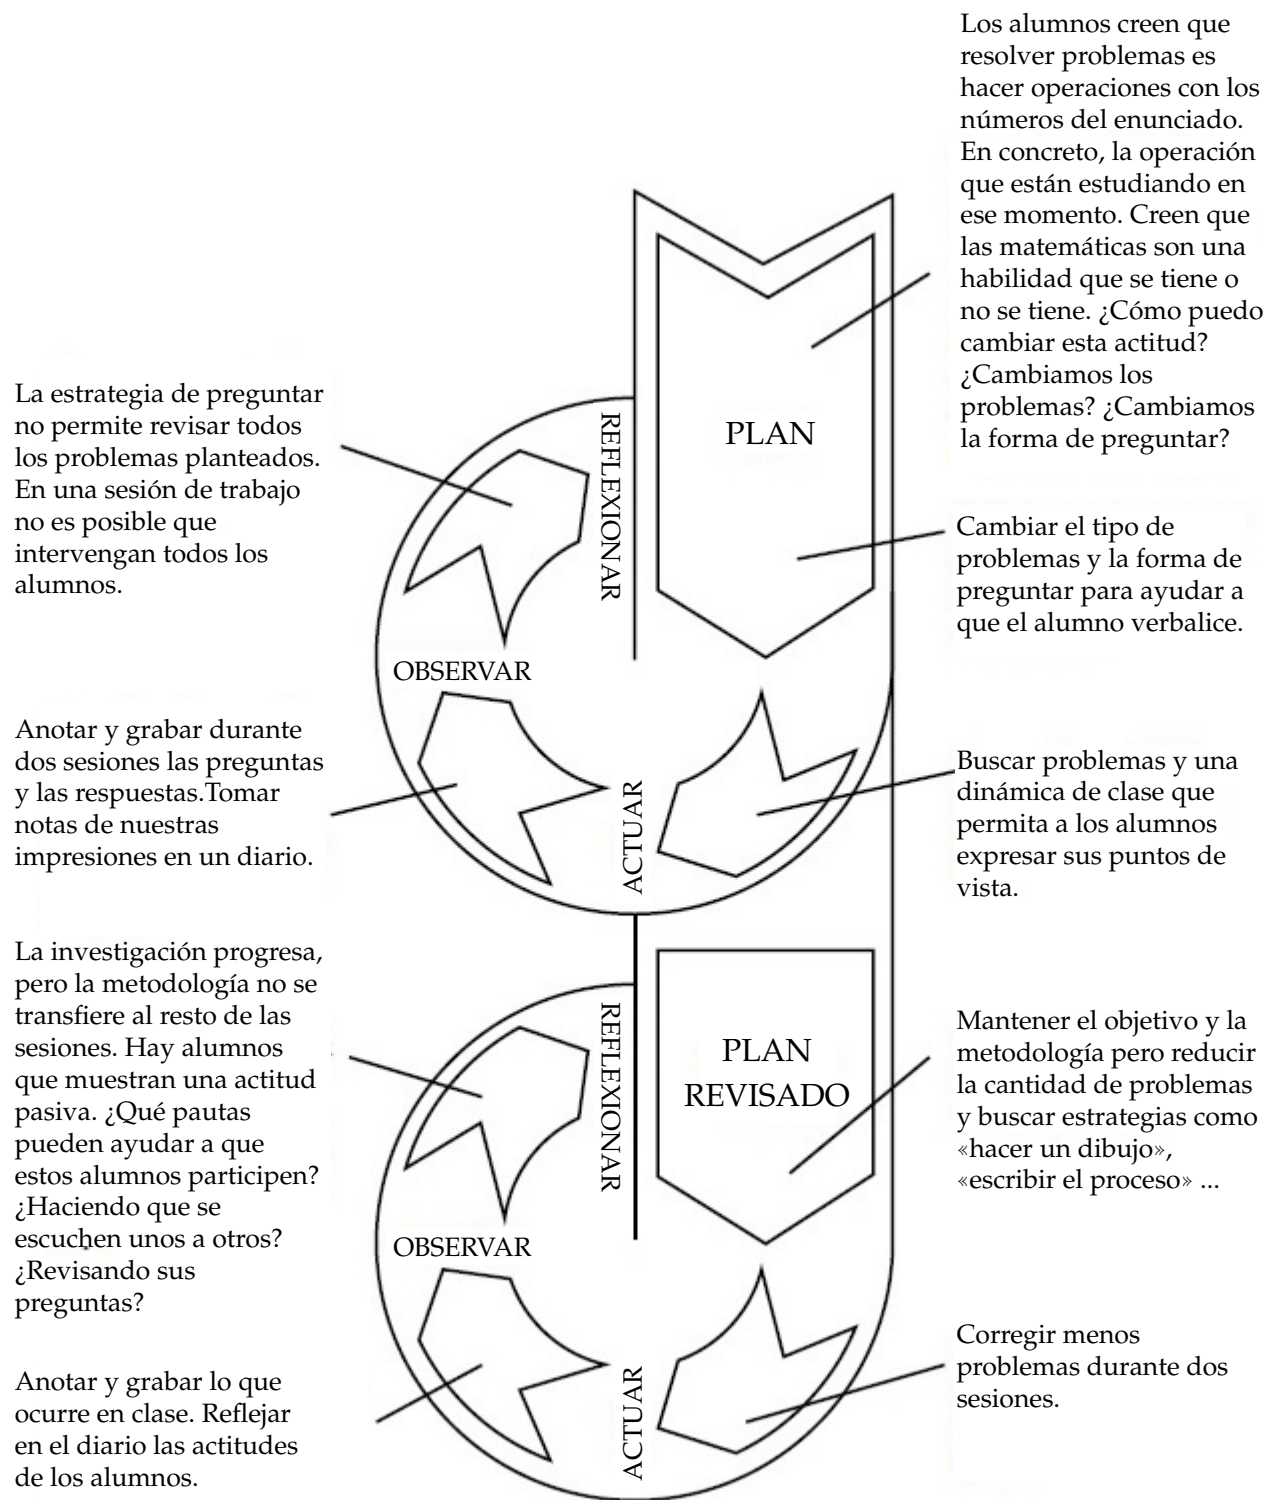 Los alumnos creen que
resolver problemas es
hacer operaciones con los
números del enunciado.
En concreto, la operación
que están estudiando en
ese momento. Creen que
las matemáticas son una
habilidad que se tiene o
no se tiene. ¿Cómo puedo
cambiar esta actitud?
¿Cambiamos los
problemas? ¿Cambiamos
la forma de preguntar?
PLAN
Cambiar el tipo de
problemas y la forma de
preguntar para ayudar a
que el alumno verbalice.
Buscar problemas y una
dinámica de clase que
permita a los alumnos
expresar sus puntos de
vista.
ACTUAR
Anotar y grabar durante
dos sesiones las preguntas
y las respuestas.Tomar
notas de nuestras
impresiones en un diario.
OBSERVAR
La estrategia de preguntar
no permite revisar todos
los problemas planteados.
En una sesión de trabajo
no es posible que
intervengan todos los
alumnos.
REFLEXIONAR
PLAN
REVISADO
Mantener el objetivo y la
metodología pero reducir
la cantidad de problemas
y buscar estrategias como
«hacer un dibujo»,
«escribir el proceso» ...
Corregir menos
problemas durante dos
sesiones.
ACTUAR
Anotar y grabar lo que
ocurre en clase. Reflejar
en el diario las actitudes
de los alumnos.
OBSERVAR
La investigación progresa,
pero la metodología no se
transfiere al resto de las
sesiones. Hay alumnos
que muestran una actitud
pasiva. ¿Qué pautas
pueden ayudar a que
estos alumnos participen?
¿Haciendo que se
escuchen unos a otros?
¿Revisando sus
preguntas?
REFLEXIONAR